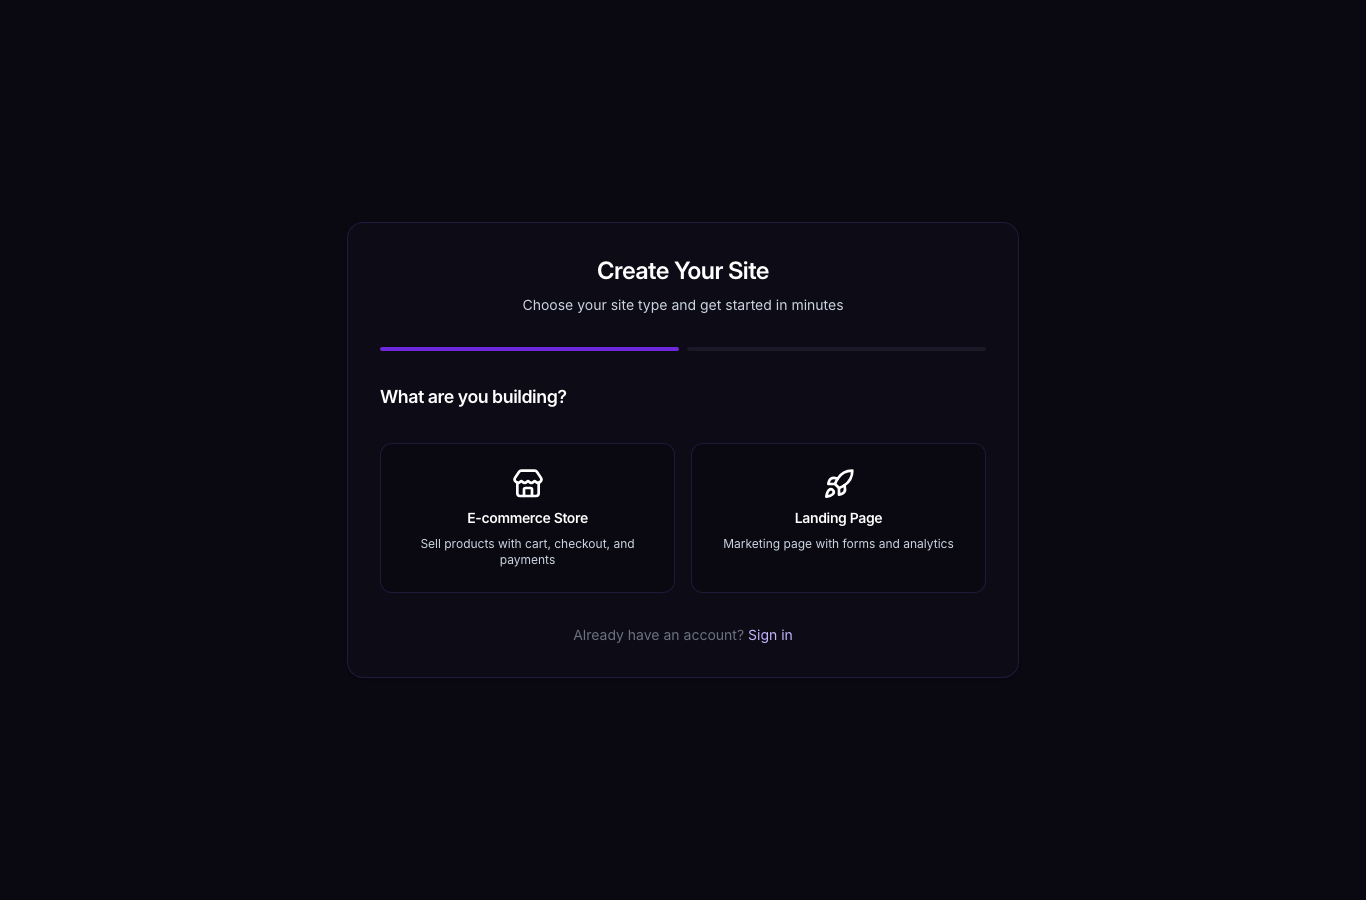 Create Your Site
Choose your site type and get started in minutes
What are you building?
E-commerce Store
Sell products with cart, checkout, and
payments
Landing Page
Marketing page with forms and analytics
Already have an account? Sign in